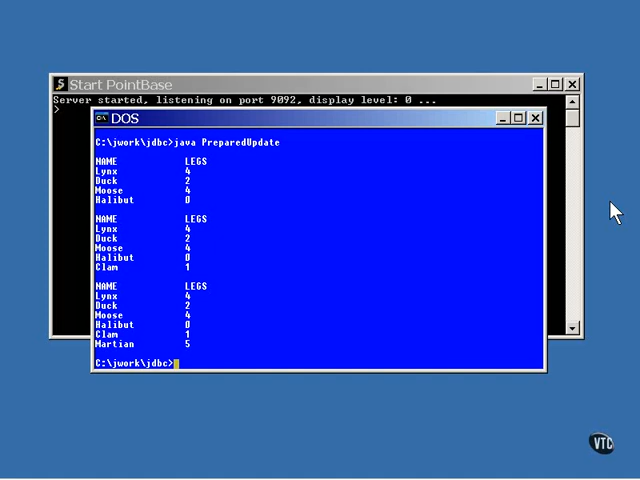 Start PointBase
Server started, listening on port 9092, display level: 0 ...
>
DOS
C:\jwork\jdbc>java PreparedUpdate
NAME LEGS
Lynx 4
Duck 2
Moose 4
Halibut 0
NAME LEGS
Lynx 4
Duck 2
Moose 4
Halibut 0
Clam 1
NAME LEGS
Lynx 4
Duck 2
Moose 4
Halibut 0
Clam 1
Martian 5
C:\jwork\jdbc>
VTC